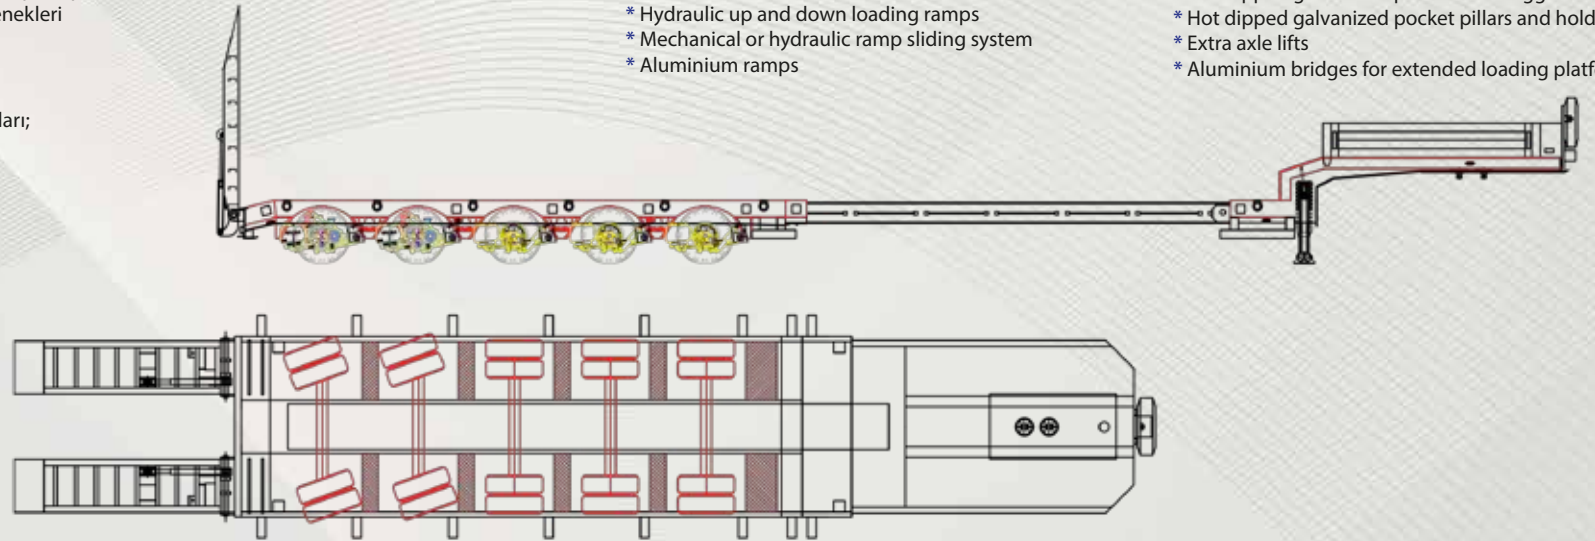 enekleri
ları;
* Hydraulic up and down loading ramps
* Mechanical or hydraulic ramp sliding system
* Aluminium ramps
* Hot dipped galvanized pocket pillars and hold
* Extra axle lifts
* Aluminium bridges for extended loading platf